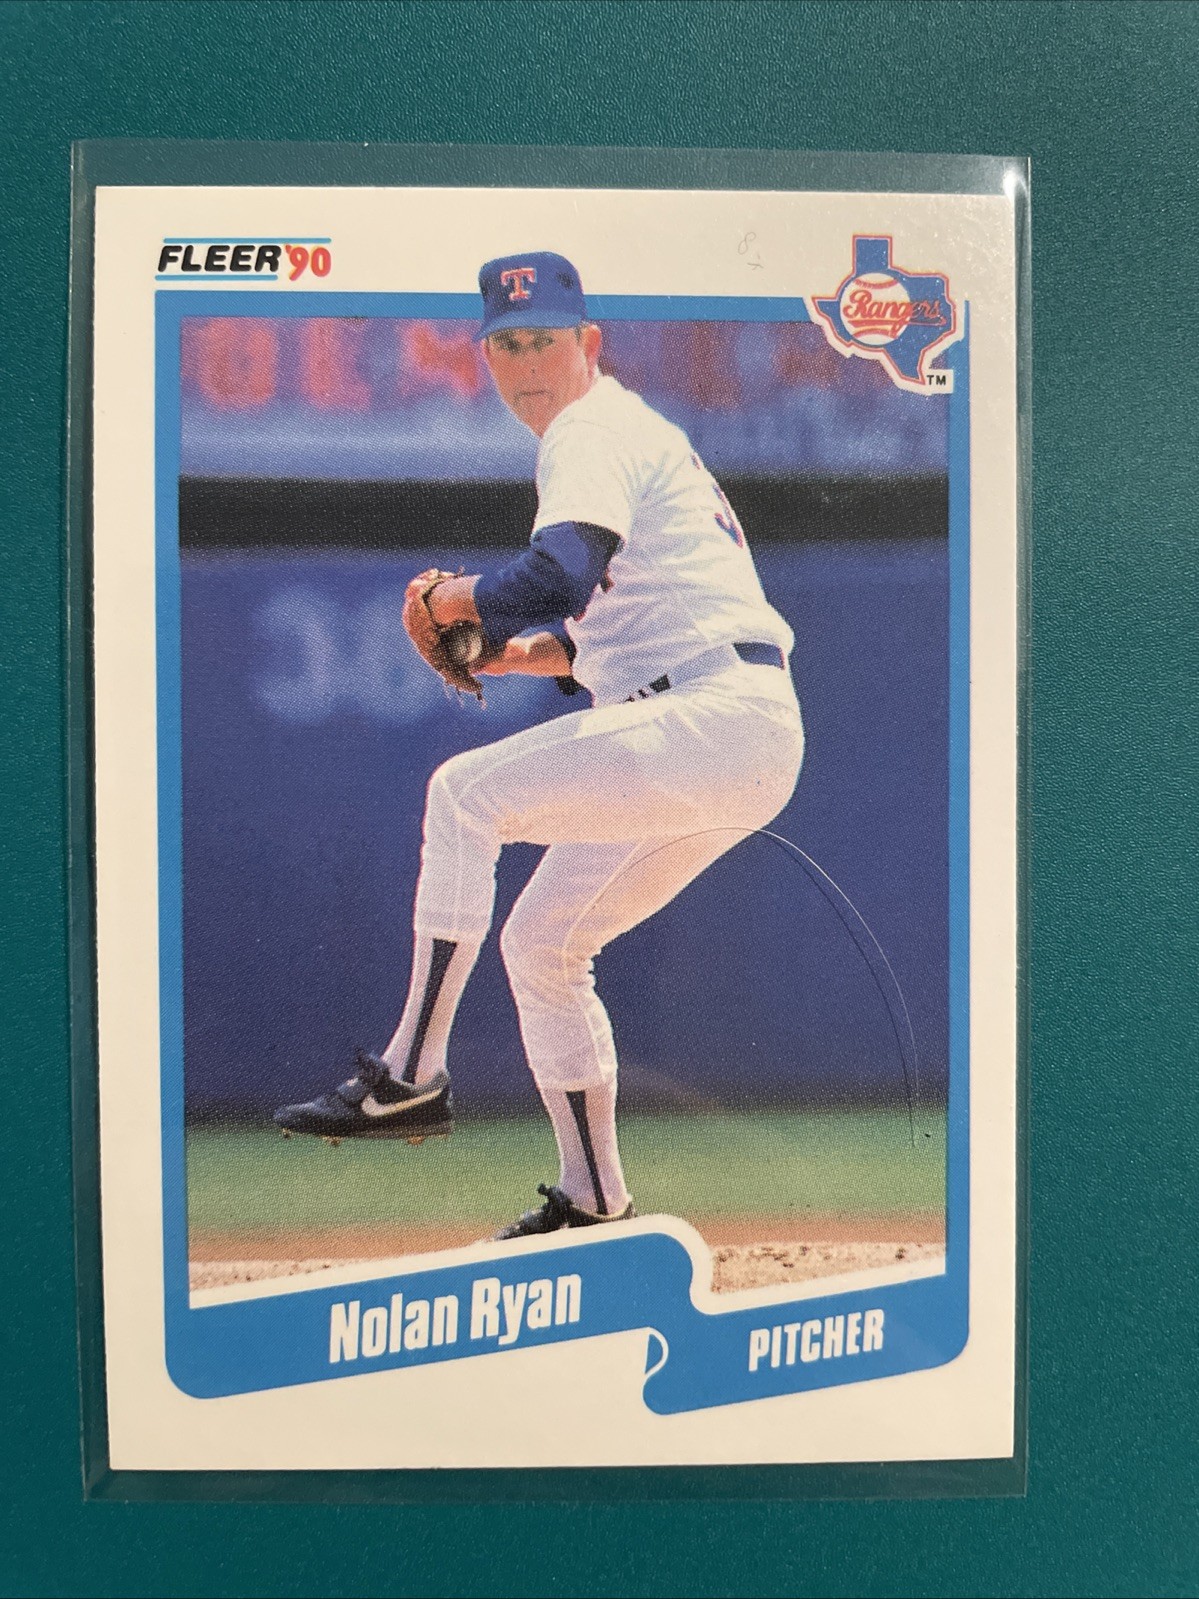 FLEER '90
Rangers
TM
T
Nolan Ryan
PITCHER